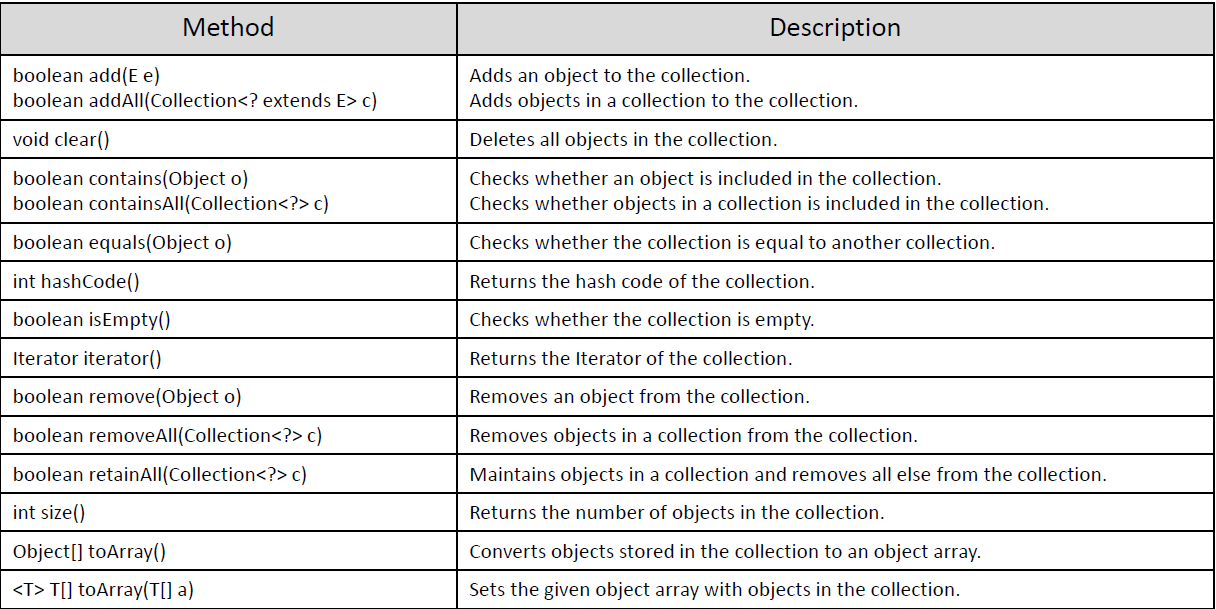 Method Description
boolean add(E e) Adds an object to the collection.
boolean addAll(Collection<? extends E> c) Adds objects in a collection to the collection.
void clear() Deletes all objects in the collection.
boolean contains(Object o) Checks whether an object is included in the collection.
boolean containsAll(Collection<?> c) Checks whether objects in a collection is included in the collection.
boolean equals(Object o) Checks whether the collection is equal to another collection.
int hashCode() Returns the hash code of the collection.
boolean isEmpty() Checks whether the collection is empty.
Iterator iterator() Returns the Iterator of the collection.
boolean remove(Object o) Removes an object from the collection.
boolean removeAll(Collection<?> c) Removes objects in a collection from the collection.
boolean retainAll(Collection<?> c) Maintains objects in a collection and removes all else from the collection.
int size() Returns the number of objects in the collection.
Object[] toArray() Converts objects stored in the collection to an object array.
<T> T[] toArray(T[] a) Sets the given object array with objects in the collection.